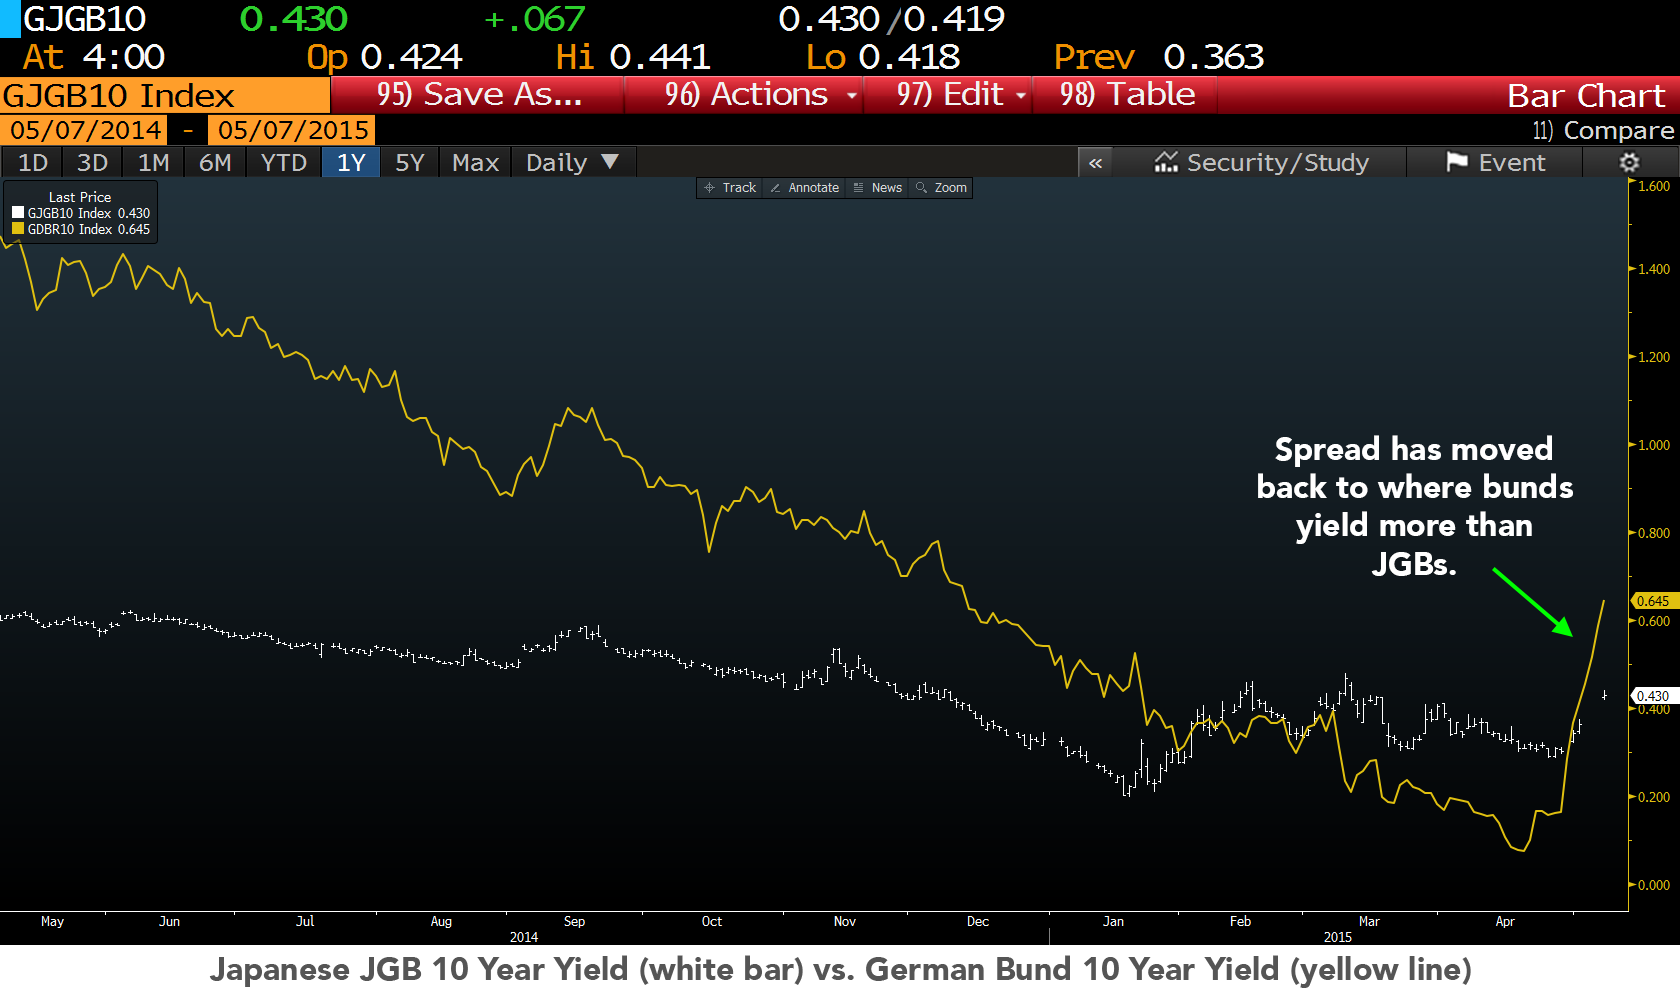 GJGB10 0.430 +.067 0.430/0.419
At 4:00 Op 0.424 Hi 0.441 Lo 0.418 Prev 0.363
GJGB10 Index 95) Save As... 96) Actions 97) Edit 98) Table Bar Chart
05/07/2014 - 05/07/2015 11) Compare
1D 3D 1M 6M YTD 1Y 5Y Max Daily ▼ « Security/Study Event
Track Annotate News Zoom
Last Price
GJGB10 Index 0.430
GDBR10 Index 0.645
1.600
1.400
1.200
1.000
0.800
0.645
0.600
0.430
0.400
0.200
0.000
Spread has moved
back to where bunds
yield more than
JGBs.
May Jun Jul Aug Sep Oct Nov Dec Jan Feb Mar Apr
2014 2015
Japanese JGB 10 Year Yield (white bar) vs. German Bund 10 Year Yield (yellow line)